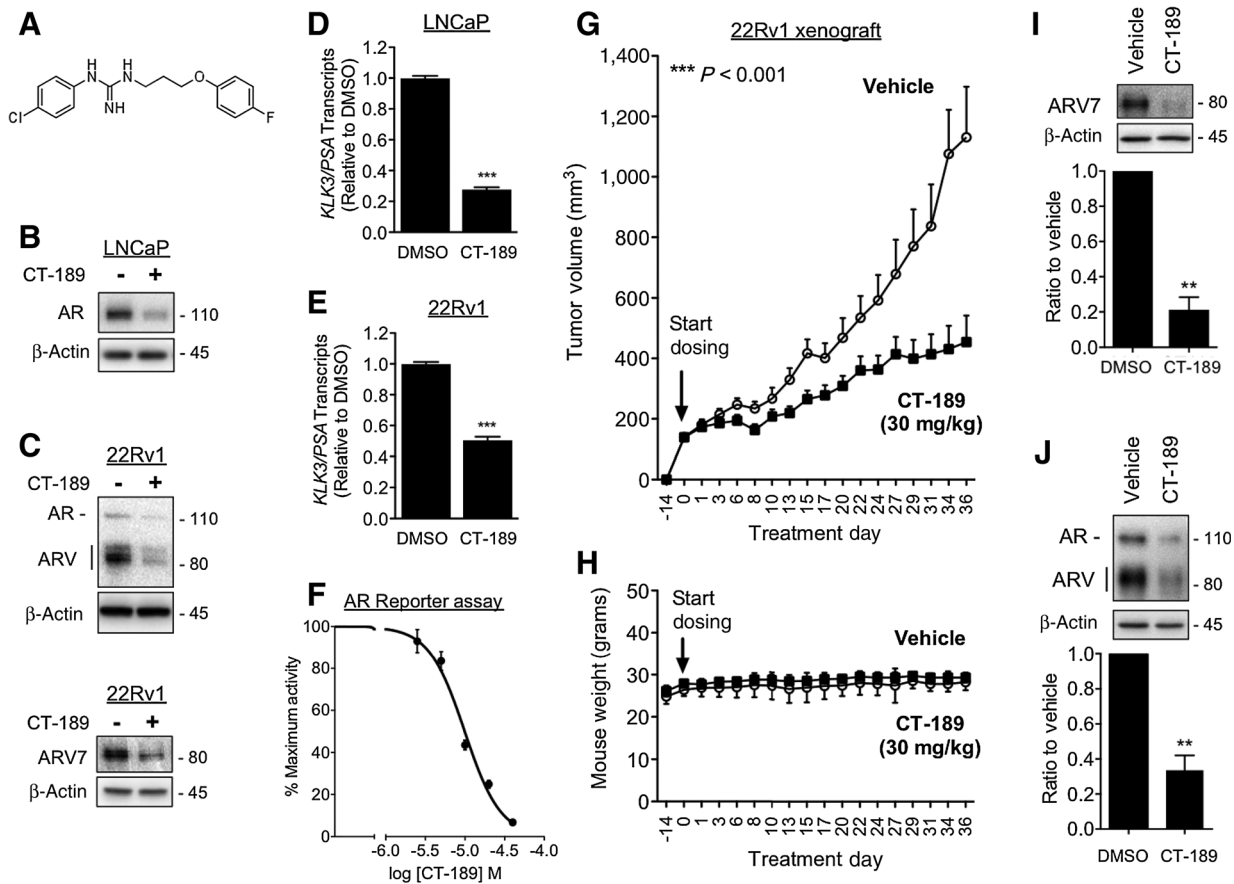 A
Cl
H
N
NH
H
N
O
F
B
LNCaP
CT-189
- +
AR
- 110
β-Actin
- 45
C
22Rv1
CT-189
- +
AR -
- 110
ARV
- 80
β-Actin
- 45
22Rv1
CT-189
- +
ARV7
- 80
β-Actin
- 45
D
LNCaP
KLK3/PSA Transcripts
(Relative to DMSO)
1.2
1.0
0.8
0.6
0.4
0.2
0.0
***
DMSO CT-189
E
22Rv1
KLK3/PSA Transcripts
(Relative to DMSO)
1.2
1.0
0.8
0.6
0.4
0.2
0.0
***
DMSO CT-189
F
AR Reporter assay
% Maximum activity
100
80
60
40
20
0
-6.0 -5.5 -5.0 -4.5 -4.0
log [CT-189] M
G
22Rv1 xenograft
*** P < 0.001
Vehicle
Tumor volume (mm3)
1,400
1,200
1,000
800
600
400
200
0
Start
dosing
CT-189
(30 mg/kg)
-14 0 1 3 6 8 10 13 15 17 20 22 24 27 29 31 34 36
Treatment day
H
Mouse weight (grams)
50
40
30
20
10
0
Start
dosing
Vehicle
CT-189
(30 mg/kg)
-14 0 1 3 6 8 10 13 15 17 20 22 24 27 29 31 34 36
Treatment day
I
Vehicle
CT-189
ARV7
- 80
β-Actin
- 45
Ratio to vehicle
1.0
0.8
0.6
0.4
0.2
0.0
**
DMSO CT-189
J
Vehicle
CT-189
AR -
- 110
ARV
- 80
β-Actin
- 45
Ratio to vehicle
1.0
0.8
0.6
0.4
0.2
0.0
**
DMSO CT-189